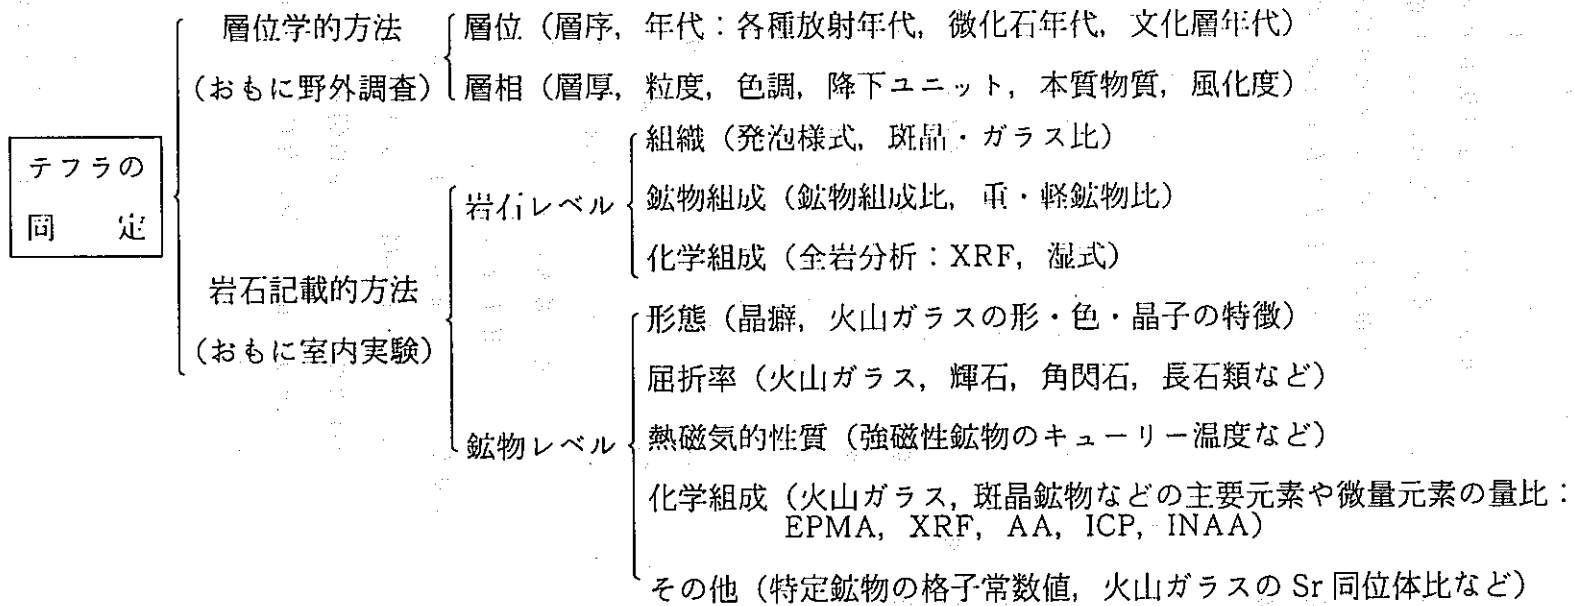 層位学的方法
(おもに野外調査)
層位（層序，年代：各種放射年代，微化石年代，文化層年代）
層相（層厚，粒度，色調，降下ユニット，本質物質，風化度）
テフラの
同　定
岩石記載的方法
(おもに室内実験)
岩石レベル
組織（発泡様式，斑晶・ガラス比）
鉱物組成（鉱物組成比，重・軽鉱物比）
化学組成（全岩分析：XRF，湿式）
鉱物レベル
形態（晶癖，火山ガラスの形・色・晶子の特徴）
屈折率（火山ガラス，輝石，角閃石，長石類など）
熱磁気的性質（強磁性鉱物のキューリー温度など）
化学組成（火山ガラス，斑晶鉱物などの主要元素や微量元素の量比：
EPMA，XRF，AA，ICP，INAA）
その他（特定鉱物の格子常数値，火山ガラスの Sr 同位体比など）